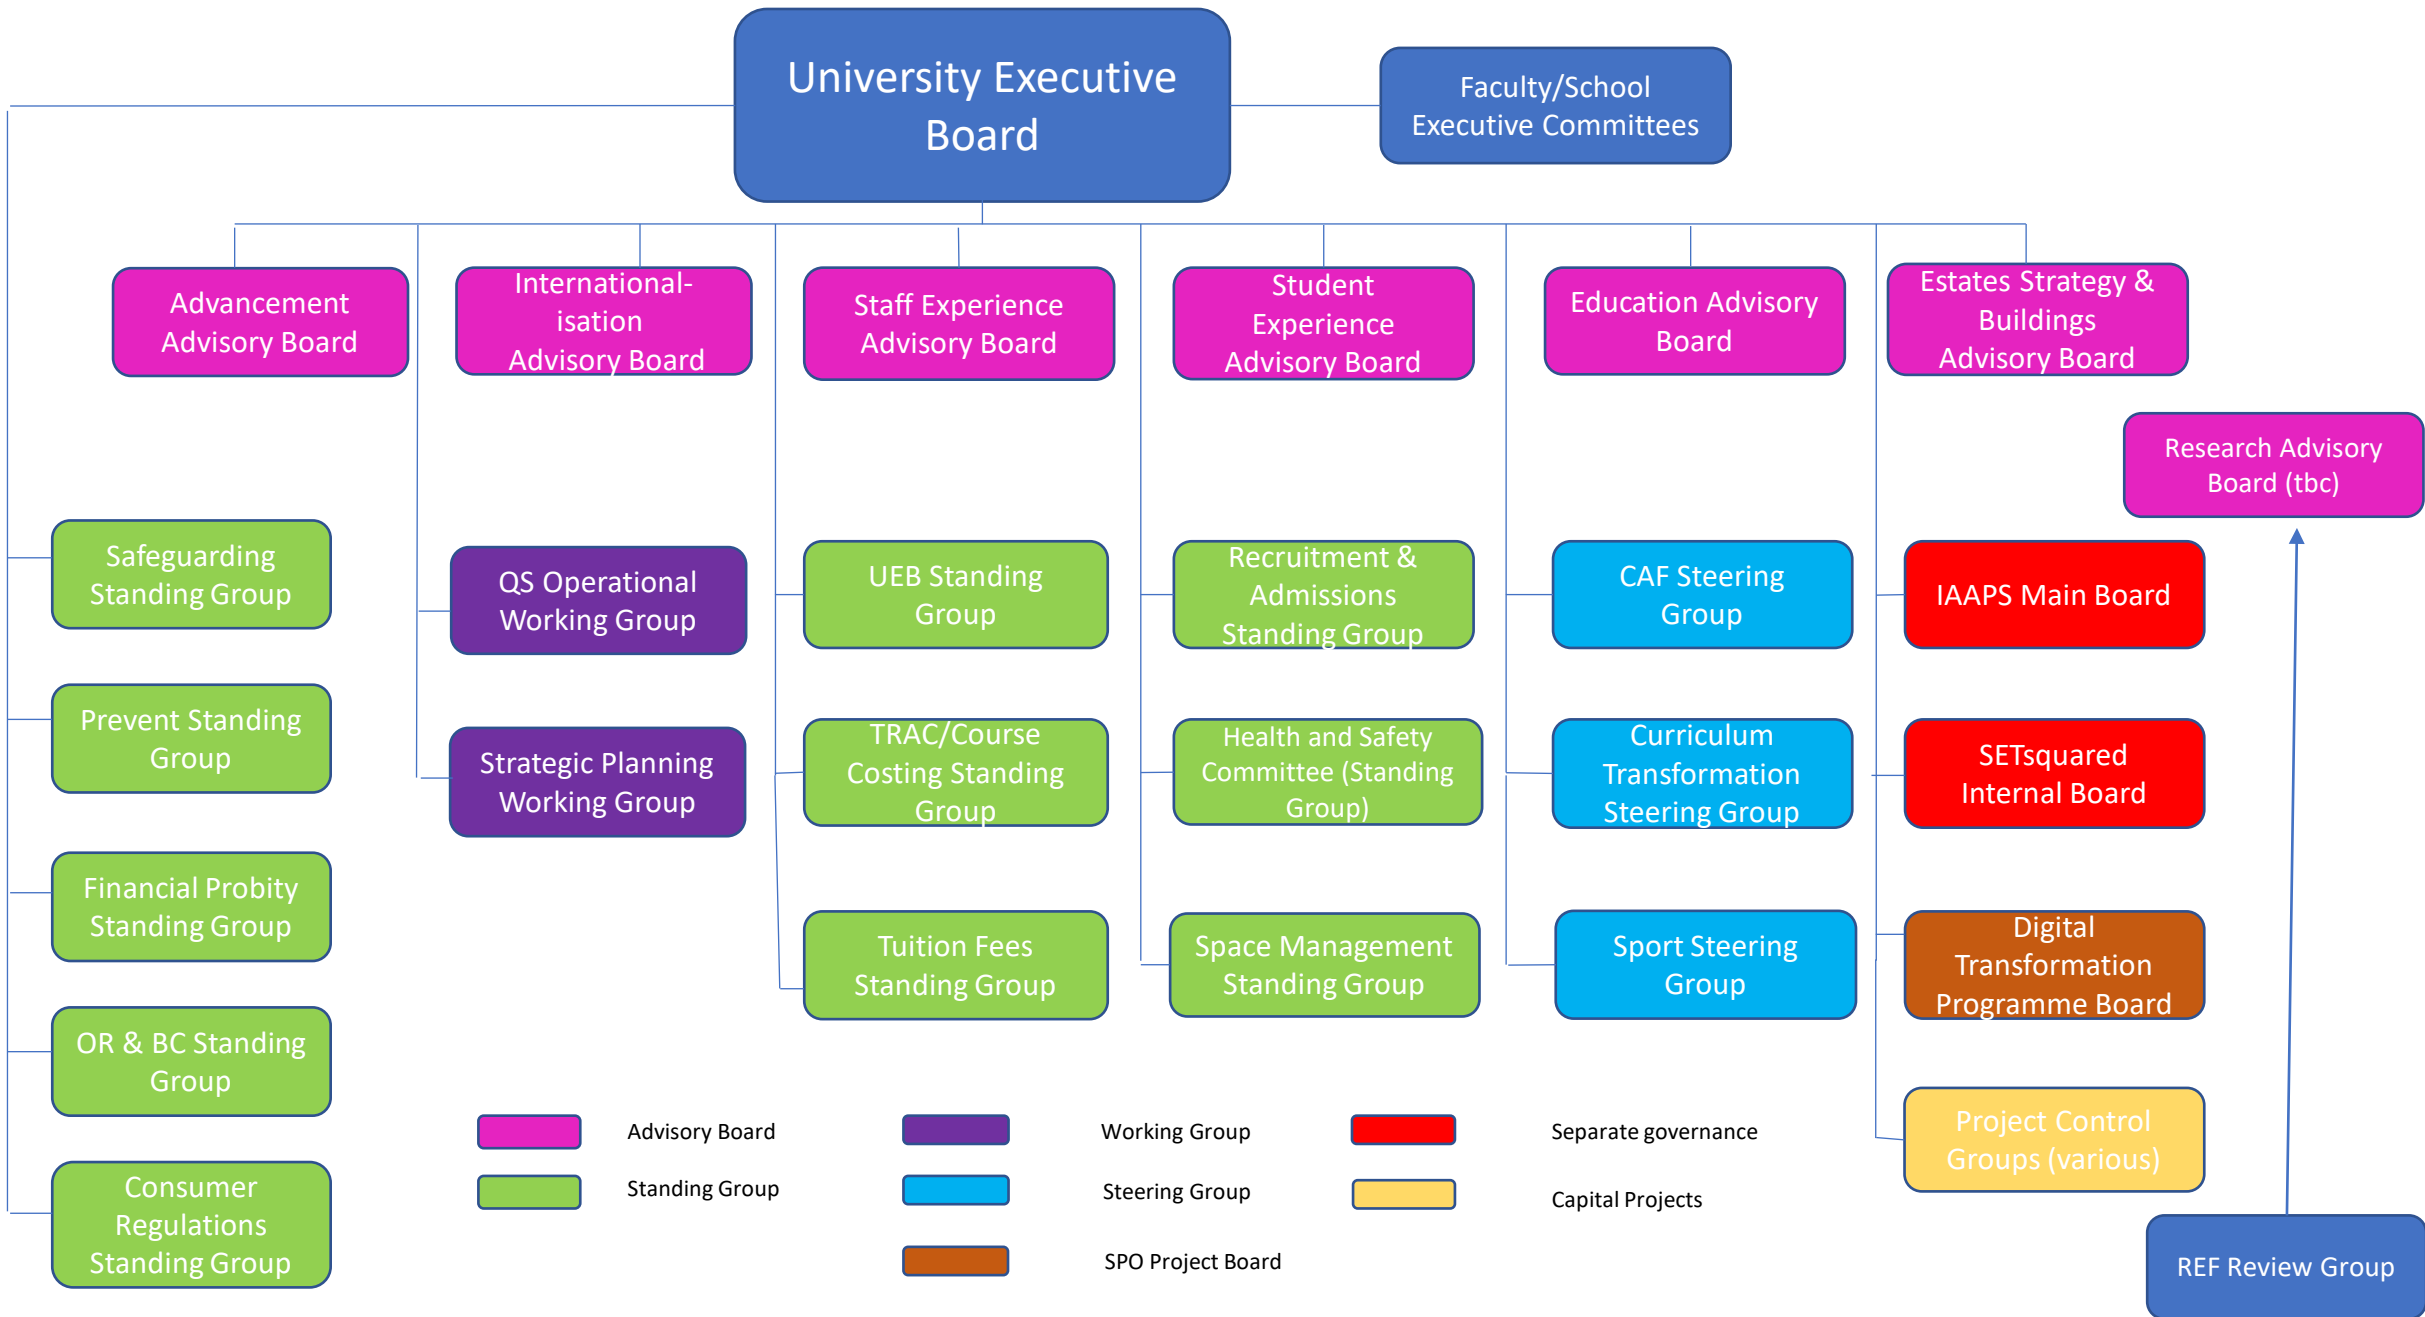 University Executive
Board
Faculty/School
Executive Committees
Advancement
Advisory Board
International-
isation
Advisory Board
Staff Experience
Advisory Board
Student
Experience
Advisory Board
Education Advisory
Board
Estates Strategy &
Buildings
Advisory Board
Research Advisory
Board (tbc)
Safeguarding
Standing Group
QS Operational
Working Group
UEB Standing
Group
Recruitment &
Admissions
Standing Group
CAF Steering
Group
IAAPS Main Board
Prevent Standing
Group
Strategic Planning
Working Group
TRAC/Course
Costing Standing
Group
Health and Safety
Committee (Standing
Group)
Curriculum
Transformation
Steering Group
SETsquared
Internal Board
Financial Probity
Standing Group
Tuition Fees
Standing Group
Space Management
Standing Group
Sport Steering
Group
Digital
Transformation
Programme Board
OR & BC Standing
Group
Project Control
Groups (various)
Consumer
Regulations
Standing Group
REF Review Group
Advisory Board
Working Group
Separate governance
Standing Group
Steering Group
Capital Projects
SPO Project Board